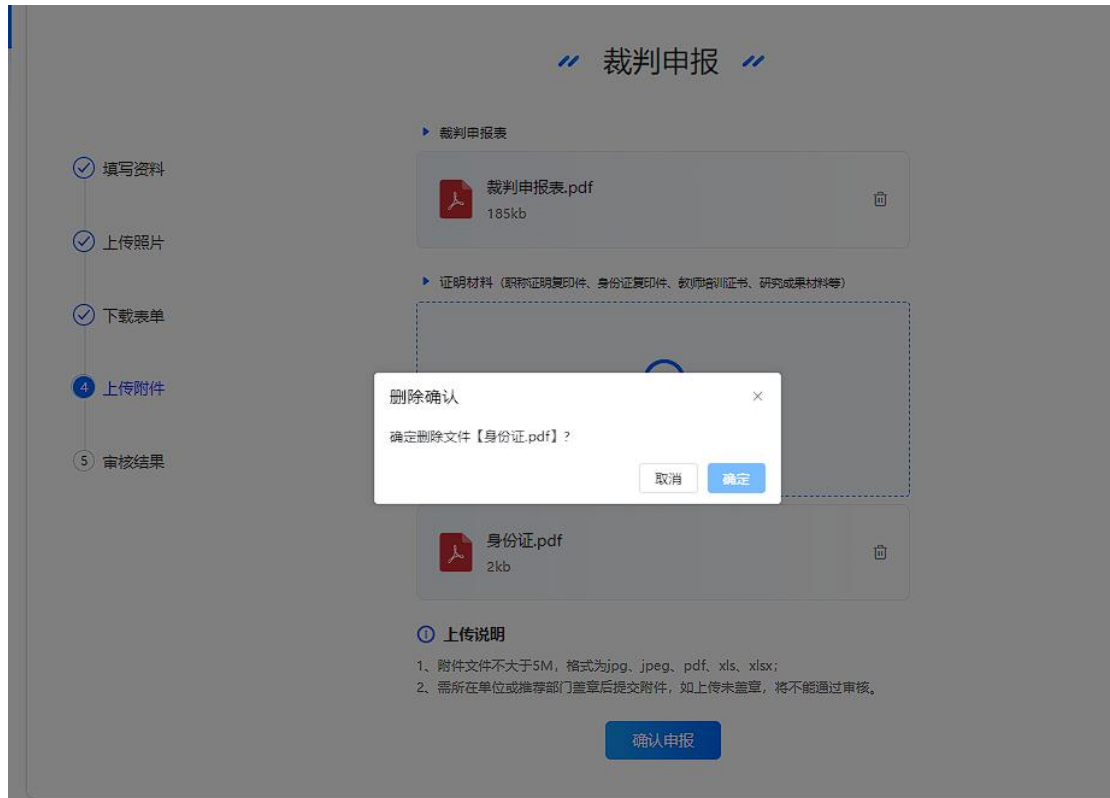 裁判申报
填写资料
上传照片
下载表单
4 上传附件
5 审核结果
裁判申报表
裁判申报表.pdf
185kb
证明材料（职称证明复印件、身份证复印件、教师培训证书、研究成果材料等）
删除确认
确定删除文件【身份证.pdf】？
取消
确定
身份证.pdf
2kb
上传说明
1、附件文件不大于5M，格式为jpg、jpeg、pdf、xls、xlsx；
2、需所在单位或推荐部门盖章后提交附件，如上传未盖章，将不能通过审核。
确认申报